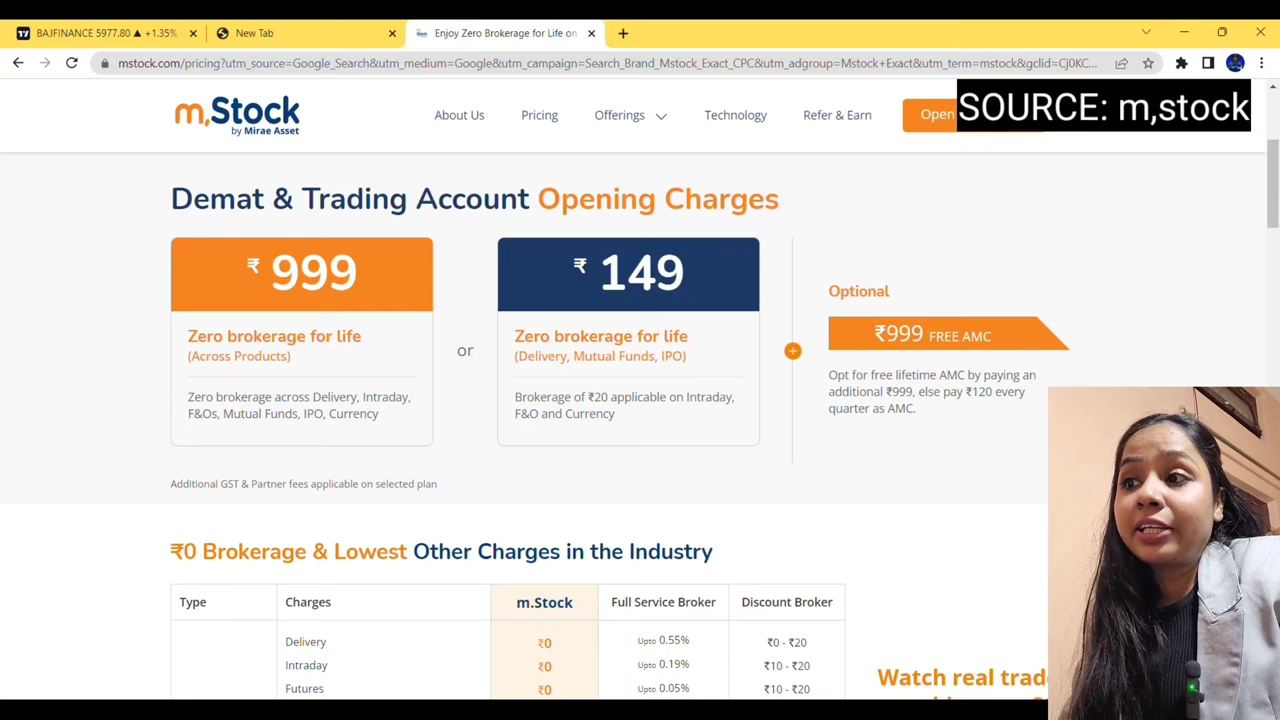 BAJFINANCE 5977.80 ▲ +1.35%
New Tab
Enjoy Zero Brokerage for Life on
mstock.com/pricing?utm_source=Google_Search&utm_medium=Google&utm_campaign=Search_Brand_Mstock_Exact_CPC&utm_adgroup=Mstock+Exact&utm_term=mstock&gclid=Cj0KC...
SOURCE: m,stock
m.Stock
by Mirae Asset
About Us
Pricing
Offerings
Technology
Refer & Earn
Open
Demat & Trading Account Opening Charges
₹ 999
Zero brokerage for life
(Across Products)
Zero brokerage across Delivery, Intraday,
F&Os, Mutual Funds, IPO, Currency
or
₹ 149
Zero brokerage for life
(Delivery, Mutual Funds, IPO)
Brokerage of ₹20 applicable on Intraday,
F&O and Currency
Optional
₹999 FREE AMC
Opt for free lifetime AMC by paying an
additional ₹999, else pay ₹120 every
quarter as AMC.
Additional GST & Partner fees applicable on selected plan
₹0 Brokerage & Lowest Other Charges in the Industry
Type Charges m.Stock Full Service Broker Discount Broker
Delivery ₹0 Upto 0.55% ₹0 - ₹20
Intraday ₹0 Upto 0.19% ₹10 - ₹20
Futures ₹0 Upto 0.05% ₹10 - ₹20
Watch real